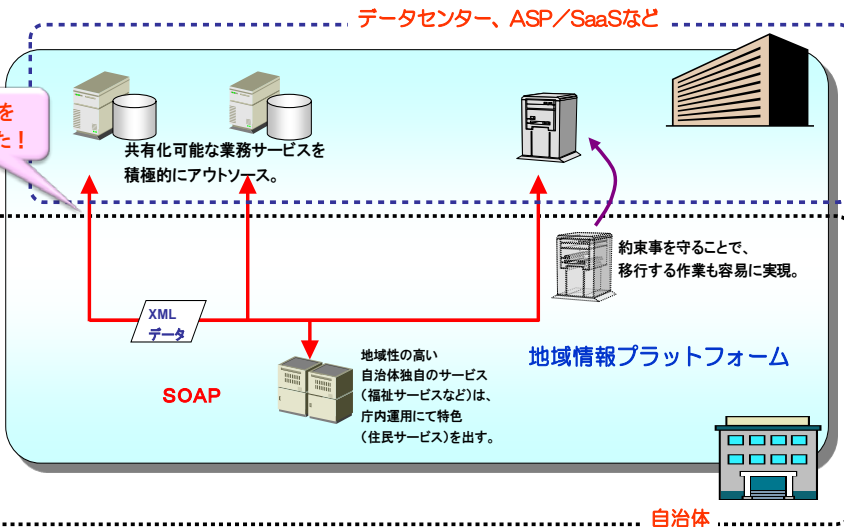 データセンター、ASP/SaaSなど
を
た!
共有化可能な業務サービスを
積極的にアウトソース。
約束事を守ることで、
移行する作業も容易に実現。
XML
データ
地域情報プラットフォーム
SOAP
地域性の高い
自治体独自のサービス
(福祉サービスなど)は、
庁内運用にて特色
(住民サービス)を出す。
自治体